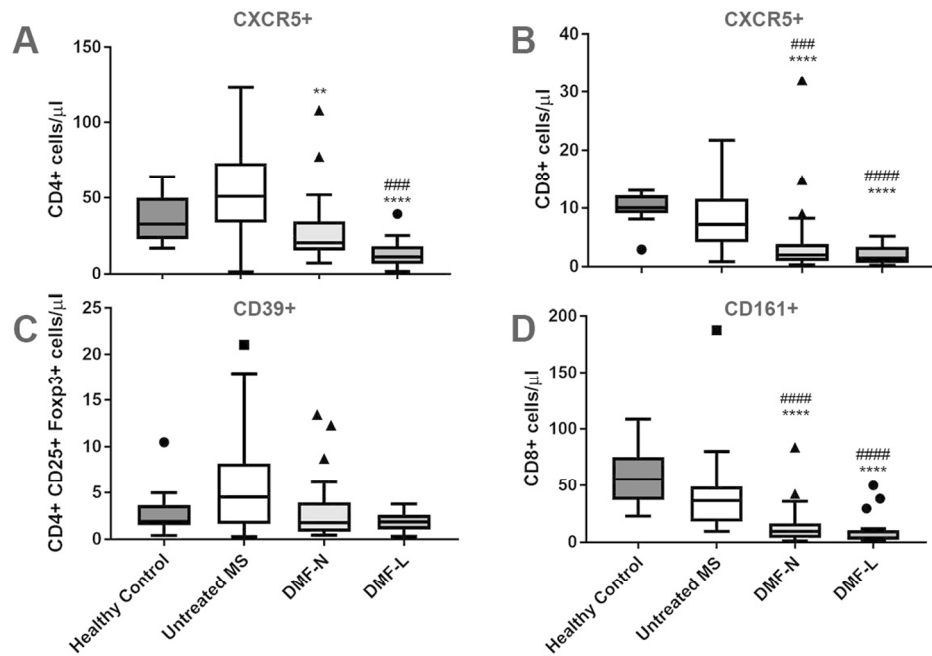 A
CXCR5+
CD4+ cells/µl
150
100
50
0
**
###
****
B
CXCR5+
CD8+ cells/µl
40
30
20
10
0
###
****
####
****
C
CD39+
CD4+ CD25+ Foxp3+ cells/µl
25
20
15
10
5
0
Healthy Control
Untreated MS
DMF-N
DMF-L
D
CD161+
CD8+ cells/µl
200
150
100
50
0
####
****
####
****
Healthy Control
Untreated MS
DMF-N
DMF-L